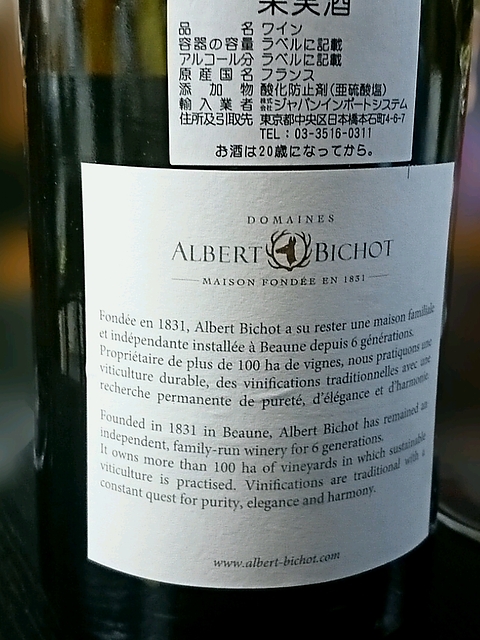 果実酒
品 名 ワイン
容器の容量 ラベルに記載
アルコール分 ラベルに記載
原産国名 フランス
添加物 酸化防止剤(亜硫酸塩)
輸入業者 株式会社ジャパンインポートシステム
住所及引取先 東京都中央区日本橋本石町4-6-7
TEL:03-3516-0311
お酒は20歳になってから。
DOMAINES
ALBERT BICHOT
MAISON FONDÉE EN 1831
Fondée en 1831, Albert Bichot a su rester une maison familiale
et indépendante installée à Beaune depuis 6 générations.
Propriétaire de plus de 100 ha de vignes, nous pratiquons une
viticulture durable, des vinifications traditionnelles avec une
recherche permanente de pureté, d'élégance et d'harmonie.
Founded in 1831 in Beaune, Albert Bichot has remained an
independent, family-run winery for 6 generations.
It owns more than 100 ha of vineyards in which sustainable
viticulture is practised. Vinifications are traditional with a
constant quest for purity, elegance and harmony.
www.albert-bichot.com